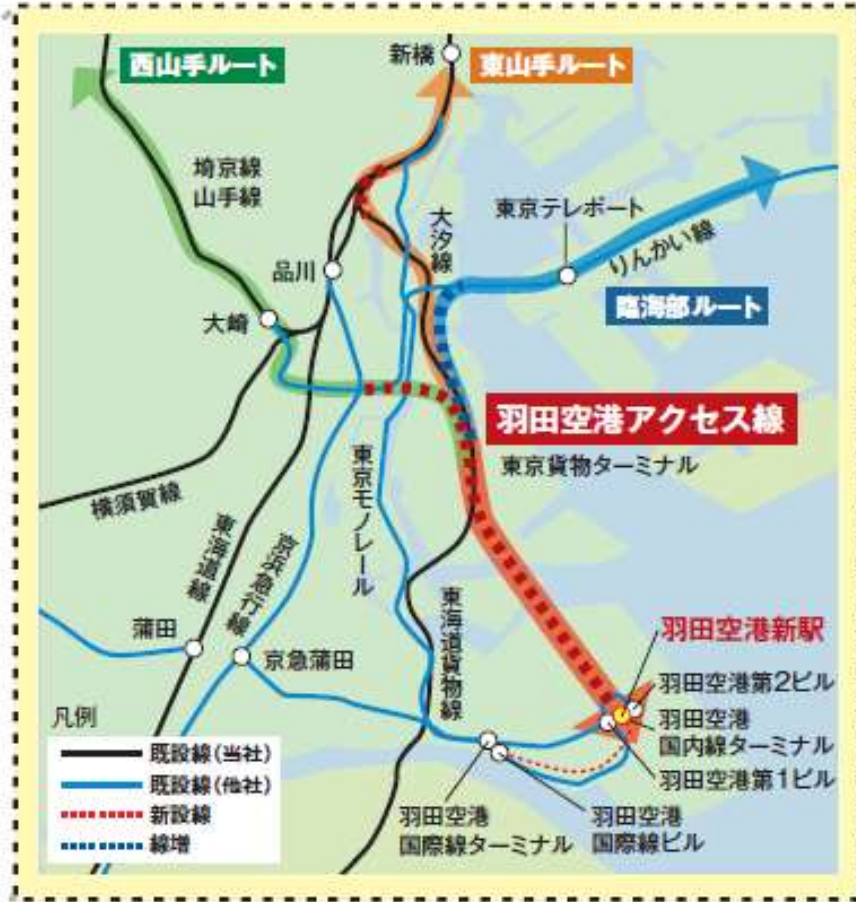 西山手ルート
新橋
東山手ルート
埼京線
山手線
大汐線
東京テレポート
りんかい線
品川
臨海部ルート
大崎
羽田空港アクセス線
東京貨物ターミナル
横須賀線
東海道線
京浜急行線
東京モノレール
東海道貨物線
蒲田
京急蒲田
羽田空港新駅
羽田空港第2ビル
羽田空港
国内線ターミナル
羽田空港第1ビル
羽田空港
国際線ターミナル
羽田空港
国際線ビル
凡例
既設線(当社)
既設線(他社)
新設線
線増